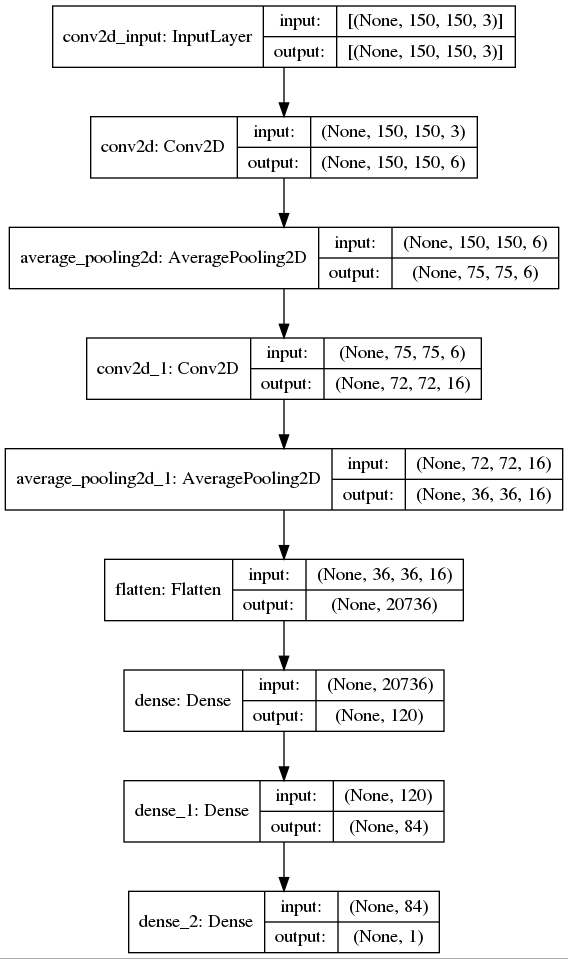 conv2d_input: InputLayer
input:
[(None, 150, 150, 3)]
output:
[(None, 150, 150, 3)]
conv2d: Conv2D
input:
(None, 150, 150, 3)
output:
(None, 150, 150, 6)
average_pooling2d: AveragePooling2D
input:
(None, 150, 150, 6)
output:
(None, 75, 75, 6)
conv2d_1: Conv2D
input:
(None, 75, 75, 6)
output:
(None, 72, 72, 16)
average_pooling2d_1: AveragePooling2D
input:
(None, 72, 72, 16)
output:
(None, 36, 36, 16)
flatten: Flatten
input:
(None, 36, 36, 16)
output:
(None, 20736)
dense: Dense
input:
(None, 20736)
output:
(None, 120)
dense_1: Dense
input:
(None, 120)
output:
(None, 84)
dense_2: Dense
input:
(None, 84)
output:
(None, 1)